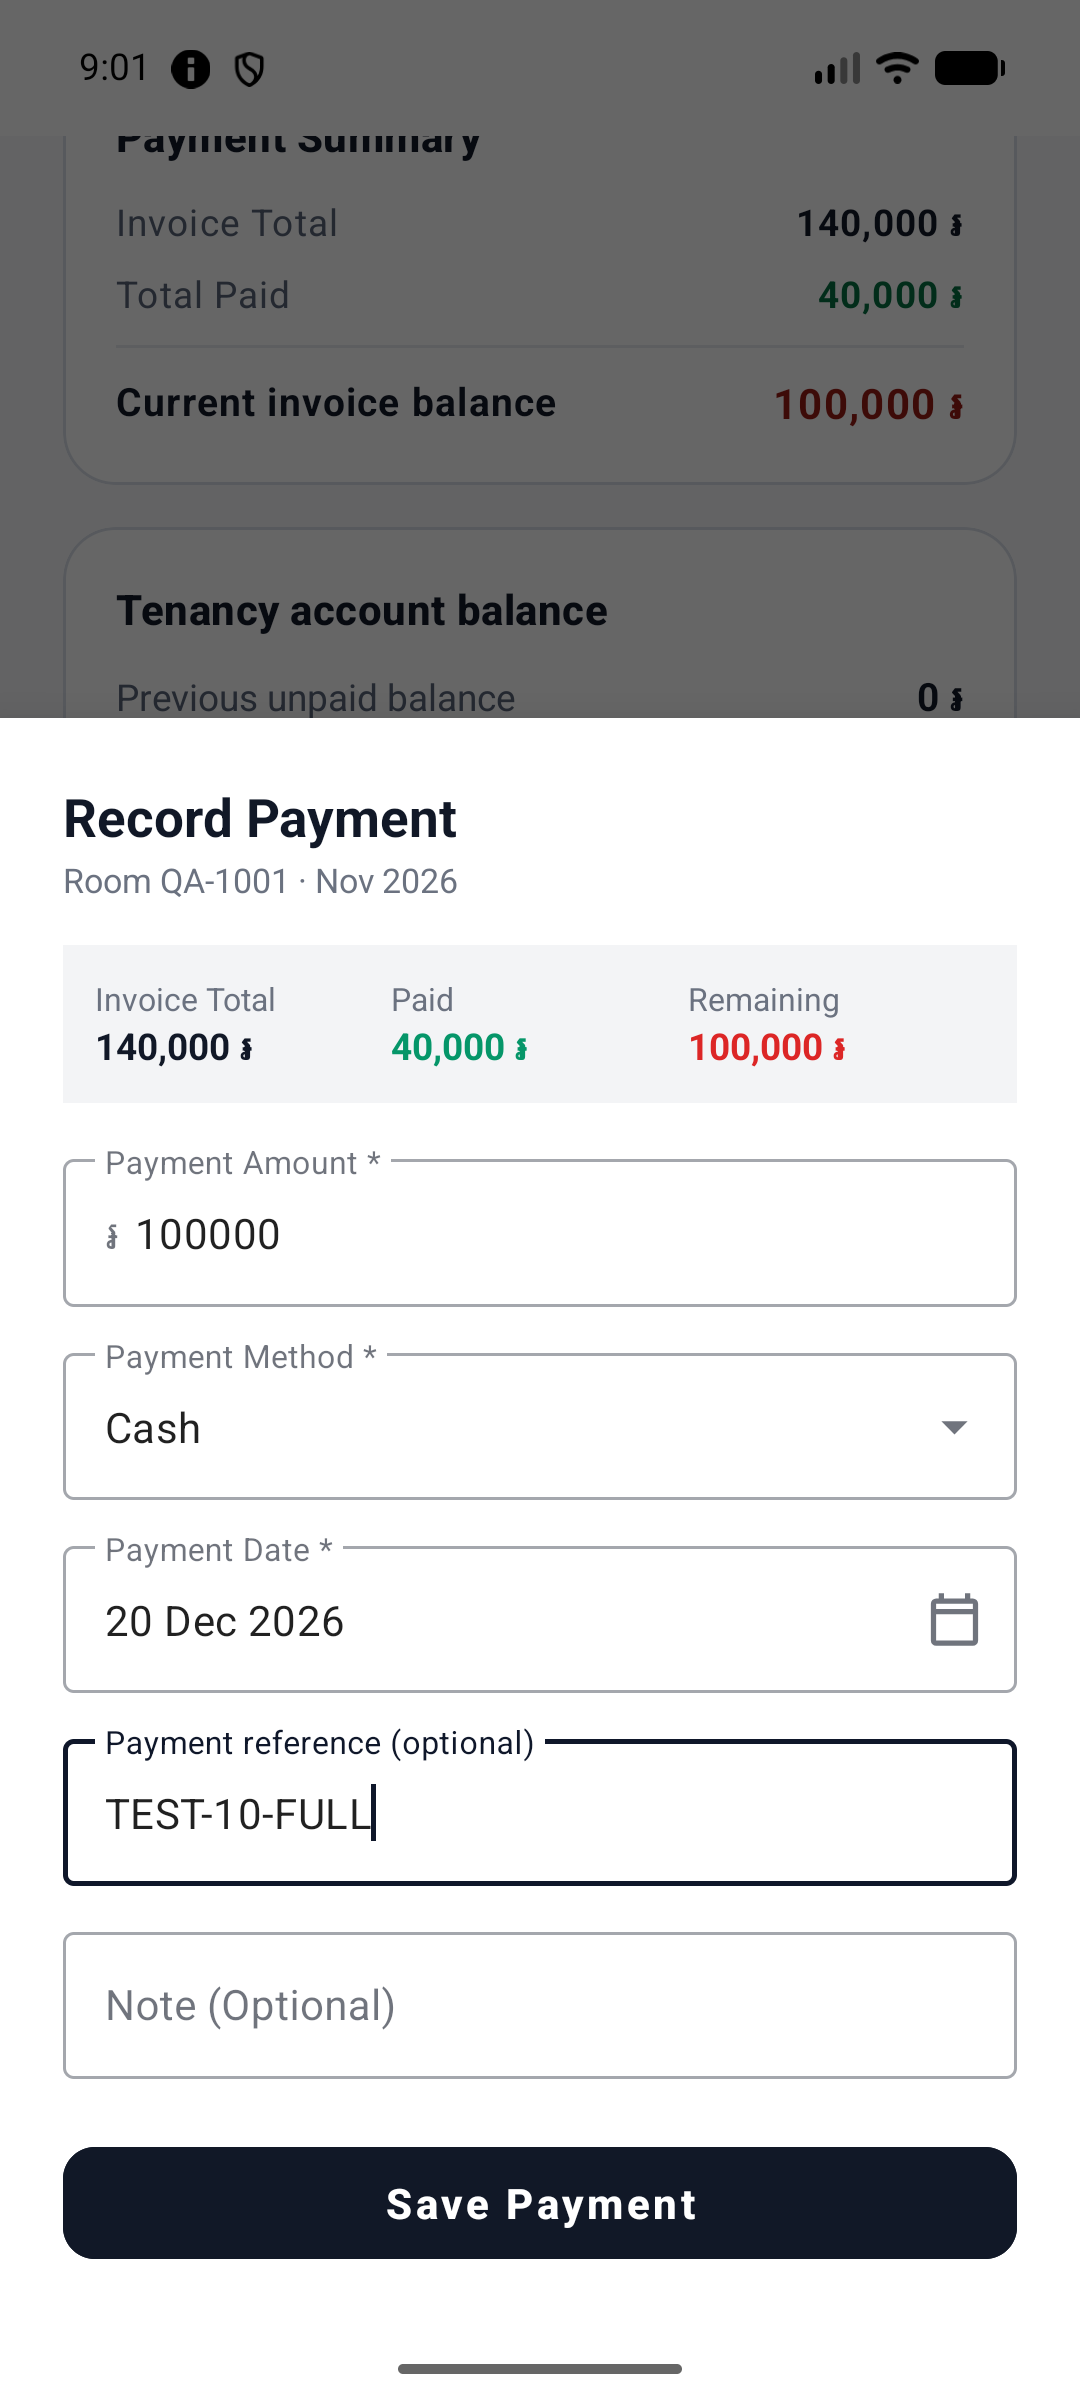 9:01
Payment Summary
Invoice Total 140,000 ៛
Total Paid 40,000 ៛
Current invoice balance 100,000 ៛
Tenancy account balance
Previous unpaid balance 0 ៛
Record Payment
Room QA-1001 · Nov 2026
Invoice Total Paid Remaining
140,000 ៛ 40,000 ៛ 100,000 ៛
Payment Amount *
៛ 100000
Payment Method *
Cash
Payment Date *
20 Dec 2026
Payment reference (optional)
TEST-10-FULL
Note (Optional)
Save Payment